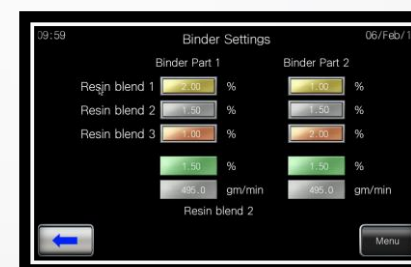 09:59 Binder Settings 06/Feb/1
Binder Part 1 Binder Part 2
Resin blend 1 2.00 % 1.00 %
Resin blend 2 1.50 % 1.50 %
Resin blend 3 1.00 % 2.00 %
1.50 % 1.50 %
495.0 gm/min 495.0 gm/min
Resin blend 2
Menu